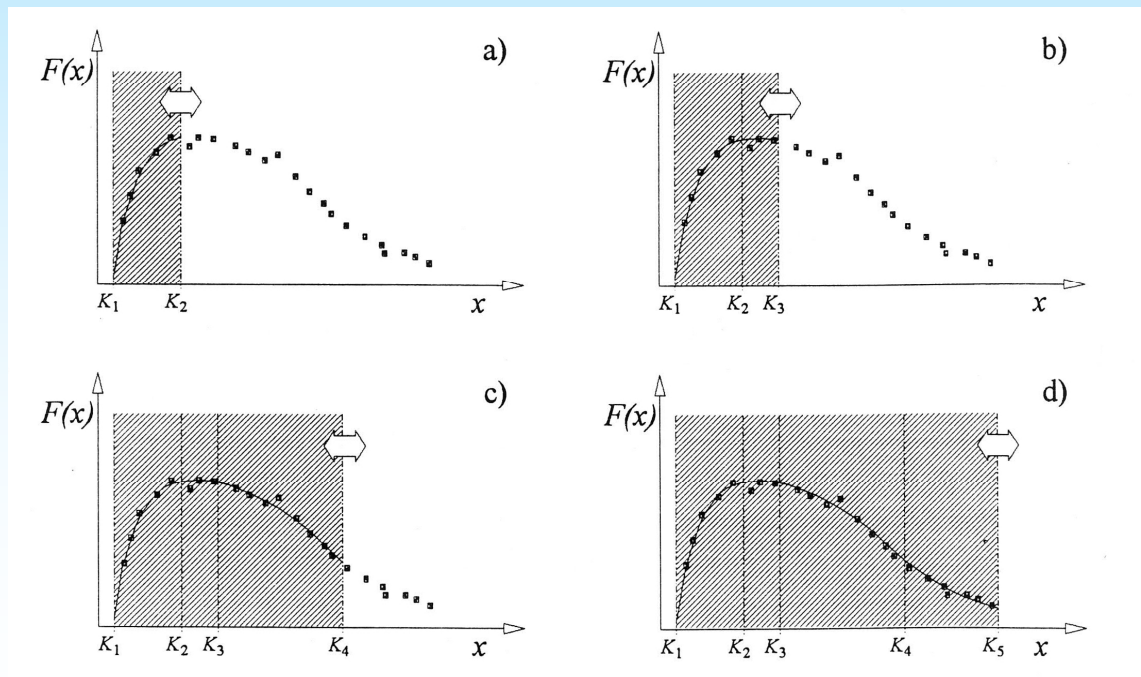 a)
F(x)
K₁ K₂ x
b)
F(x)
K₁ K₂ K₃ x
c)
F(x)
K₁ K₂ K₃ K₄ x
d)
F(x)
K₁ K₂ K₃ K₄ K₅ x